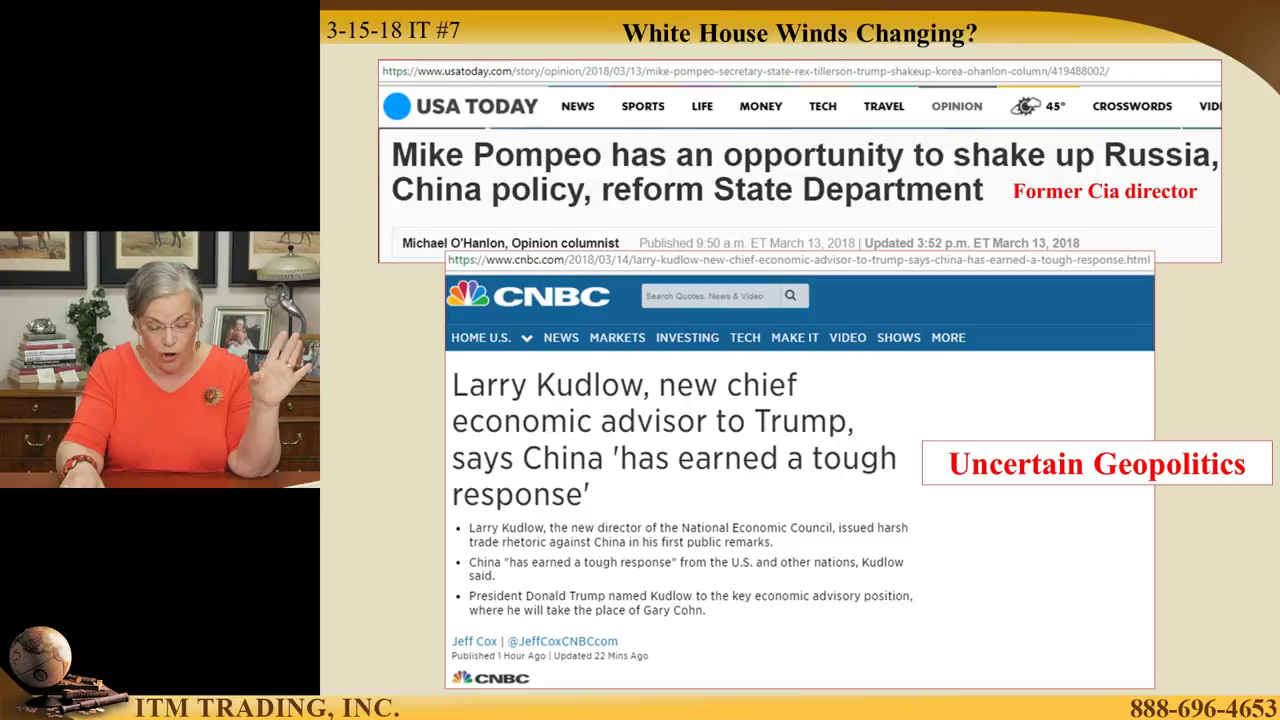 3-15-18 IT #7
White House Winds Changing?
https://www.usatoday.com/story/opinion/2018/03/13/mike-pompeo-secretary-state-rex-tillerson-trump-shakeup-korea-ohanlon-column/419488002/
USA TODAY NEWS SPORTS LIFE MONEY TECH TRAVEL OPINION 45° CROSSWORDS VID
Mike Pompeo has an opportunity to shake up Russia,
China policy, reform State Department
Former Cia director
Michael O'Hanlon, Opinion columnist Published 9:50 a.m. ET March 13, 2018 | Updated 3:52 p.m. ET March 13, 2018
https://www.cnbc.com/2018/03/14/larry-kudlow-new-chief-economic-advisor-to-trump-says-china-has-earned-a-tough-response.html
CNBC Search Quotes, News & Video
HOME U.S. NEWS MARKETS INVESTING TECH MAKE IT VIDEO SHOWS MORE
Larry Kudlow, new chief
economic advisor to Trump,
says China 'has earned a tough
response'
Uncertain Geopolitics
• Larry Kudlow, the new director of the National Economic Council, issued harsh
trade rhetoric against China in his first public remarks.
• China "has earned a tough response" from the U.S. and other nations, Kudlow
said.
• President Donald Trump named Kudlow to the key economic advisory position,
where he will take the place of Gary Cohn.
Jeff Cox | @JeffCoxCNBCcom
Published 1 Hour Ago | Updated 22 Mins Ago
CNBC
ITM TRADING, INC.
888-696-4653